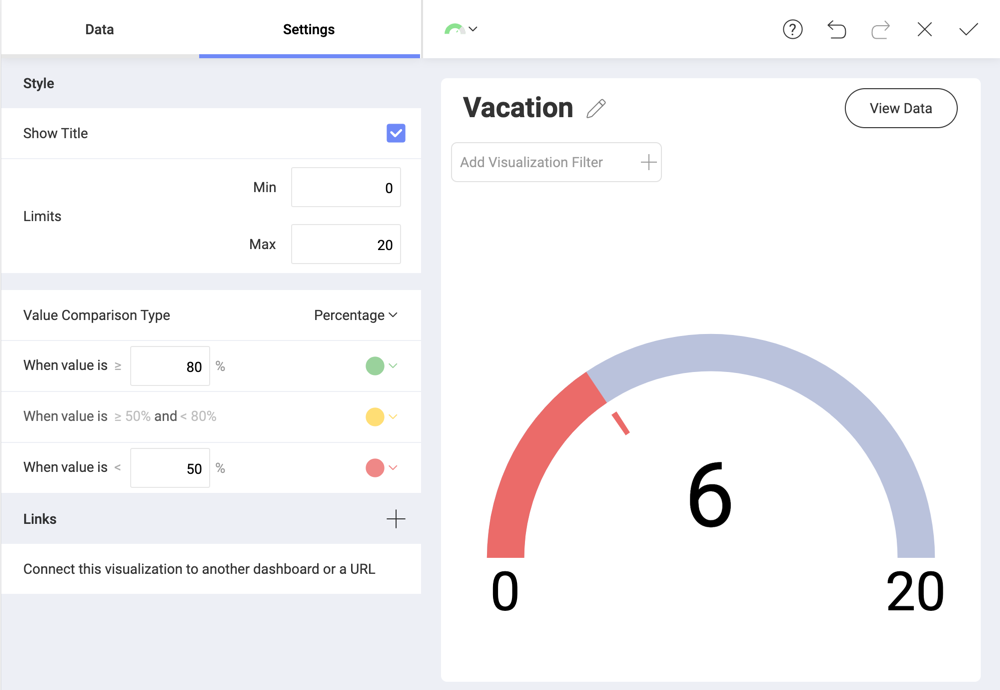 Data
Settings
Style
Show Title
Limits
Min
0
Max
20
Value Comparison Type
Percentage
When value is ≥ 80 %
When value is ≥ 50% and < 80%
When value is < 50 %
Links
Connect this visualization to another dashboard or a URL
?
Vacation
View Data
Add Visualization Filter
6
0
20